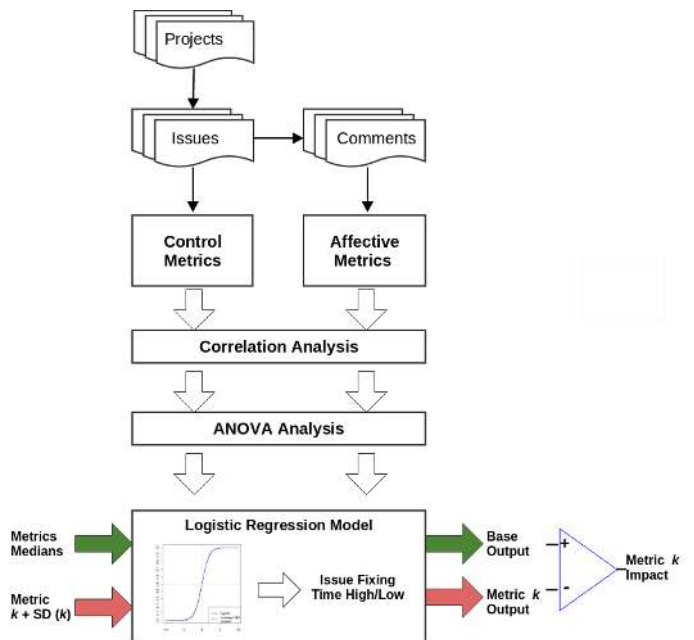 Projects
Issues
Comments
Control
Metrics
Affective
Metrics
Correlation Analysis
ANOVA Analysis
Logistic Regression Model
Metrics
Medians
Metric
k + SD (k)
Issue Fixing
Time High/Low
Base
Output
Metric k
Output
+
-
Metric k
Impact